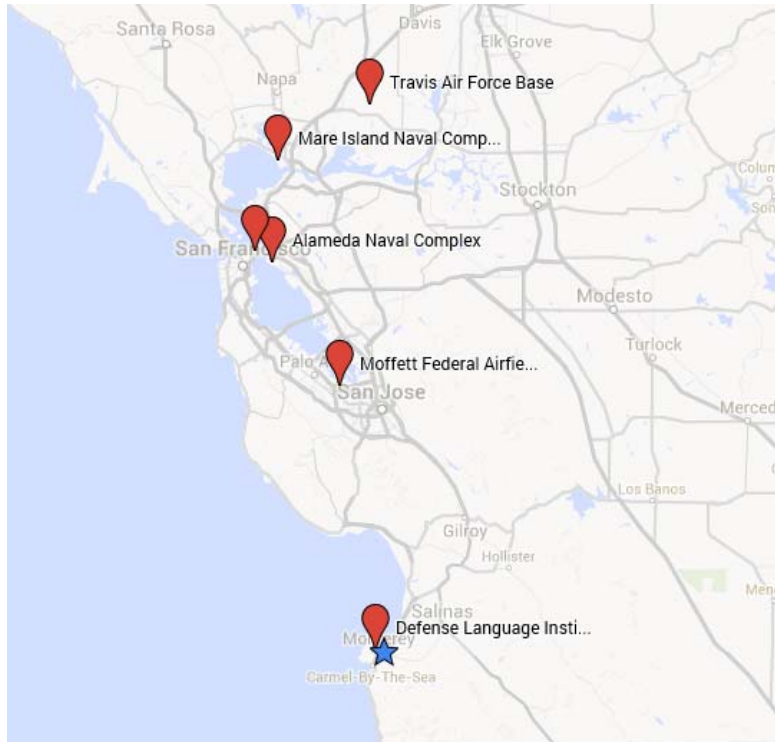 Davis
Santa Rosa
Elk Grove
Napa
Travis Air Force Base
Mare Island Naval Comp...
Stockton
Alameda Naval Complex
San Francisco
Modesto
Turlock
Palo A
Moffett Federal Airfie...
San Jose
Merced
Los Banos
Gilroy
Hollister
Salinas
Defense Language Insti...
Monterey
Carmel-By-The-Sea